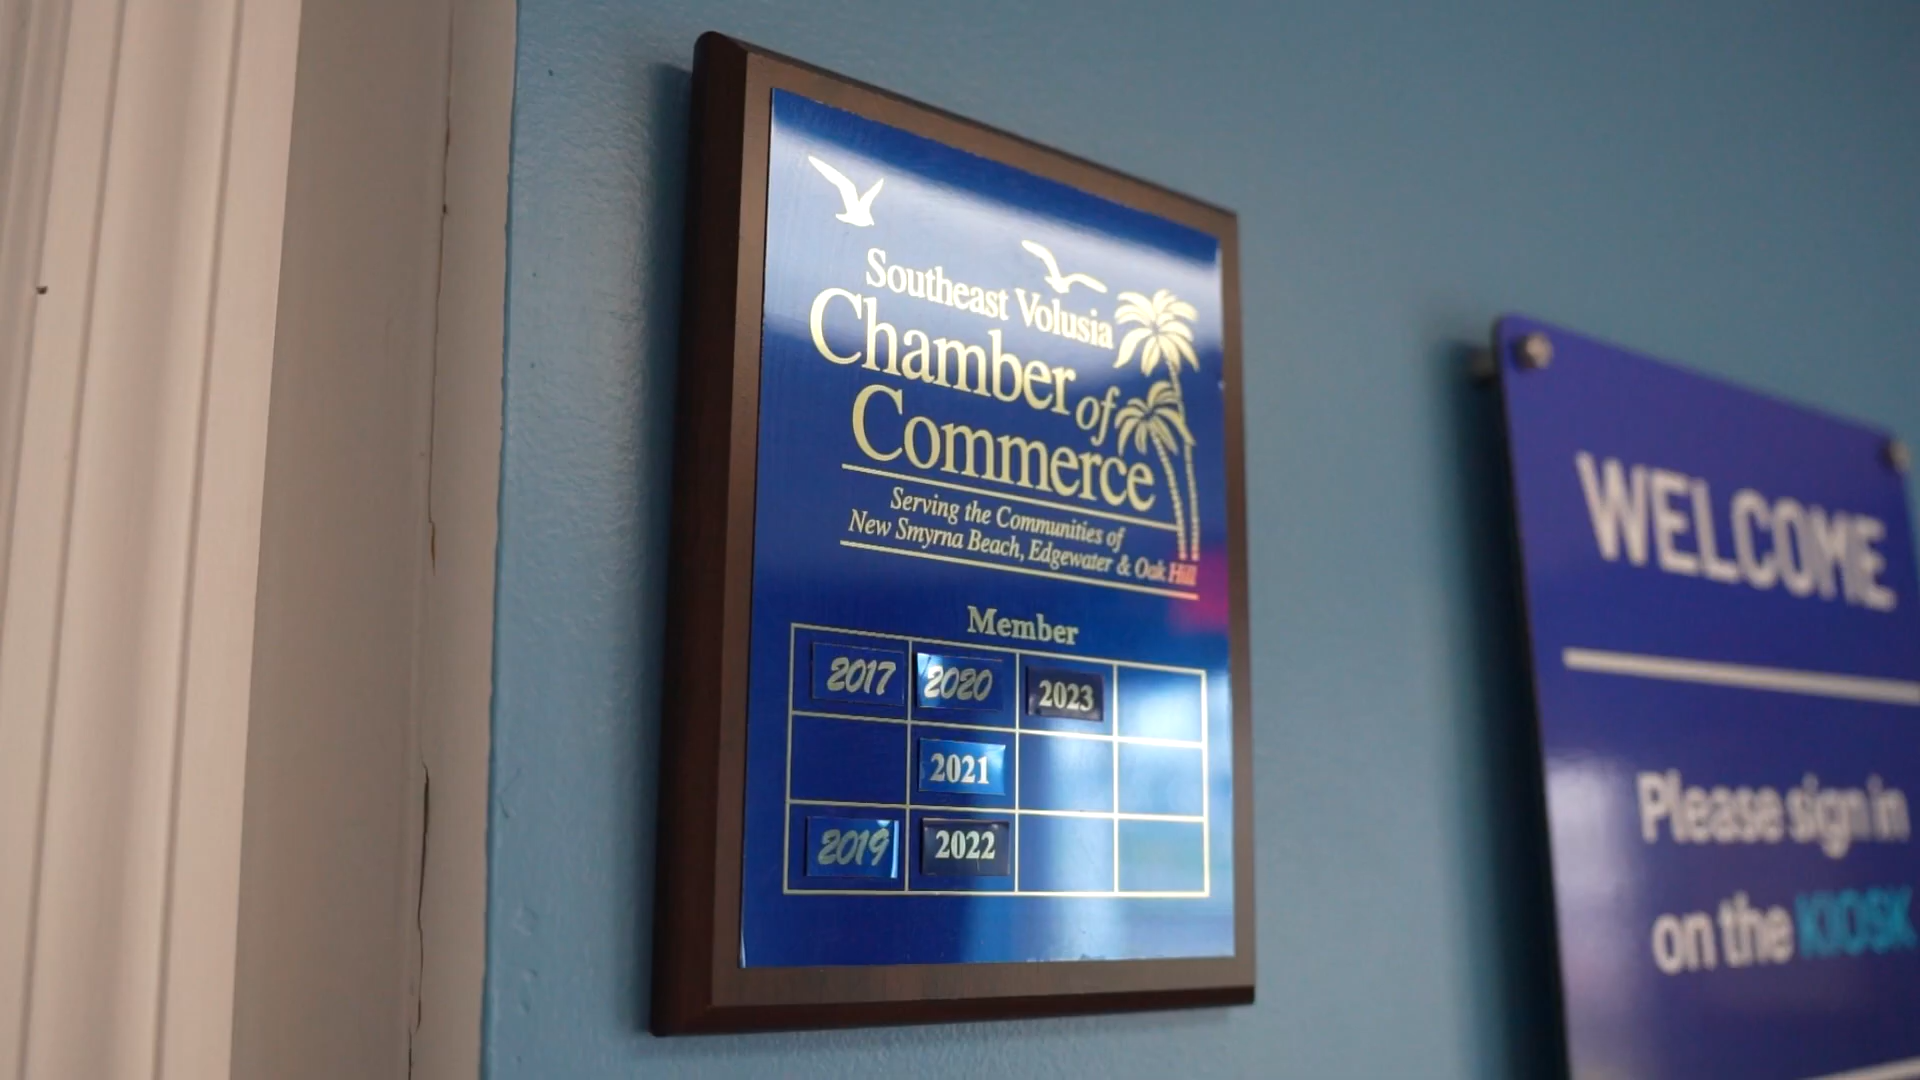 Southeast Volusia
Chamber of
Commerce
Serving the Communities of
New Smyrna Beach, Edgewater & Oak Hill
Member
2017 2020 2023
2021
2019 2022
WELCOME
Please sign in
on the KIOSK